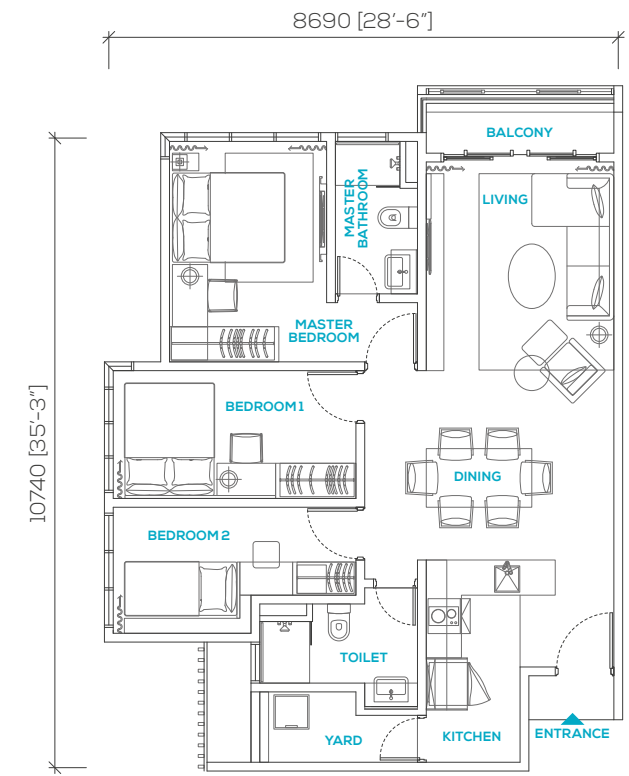 8690 [28'-6"]
BALCONY
MASTER
BATHROOM
LIVING
MASTER
BEDROOM
10740 [35'-3"]
BEDROOM 1
DINING
BEDROOM 2
TOILET
YARD
KITCHEN
ENTRANCE